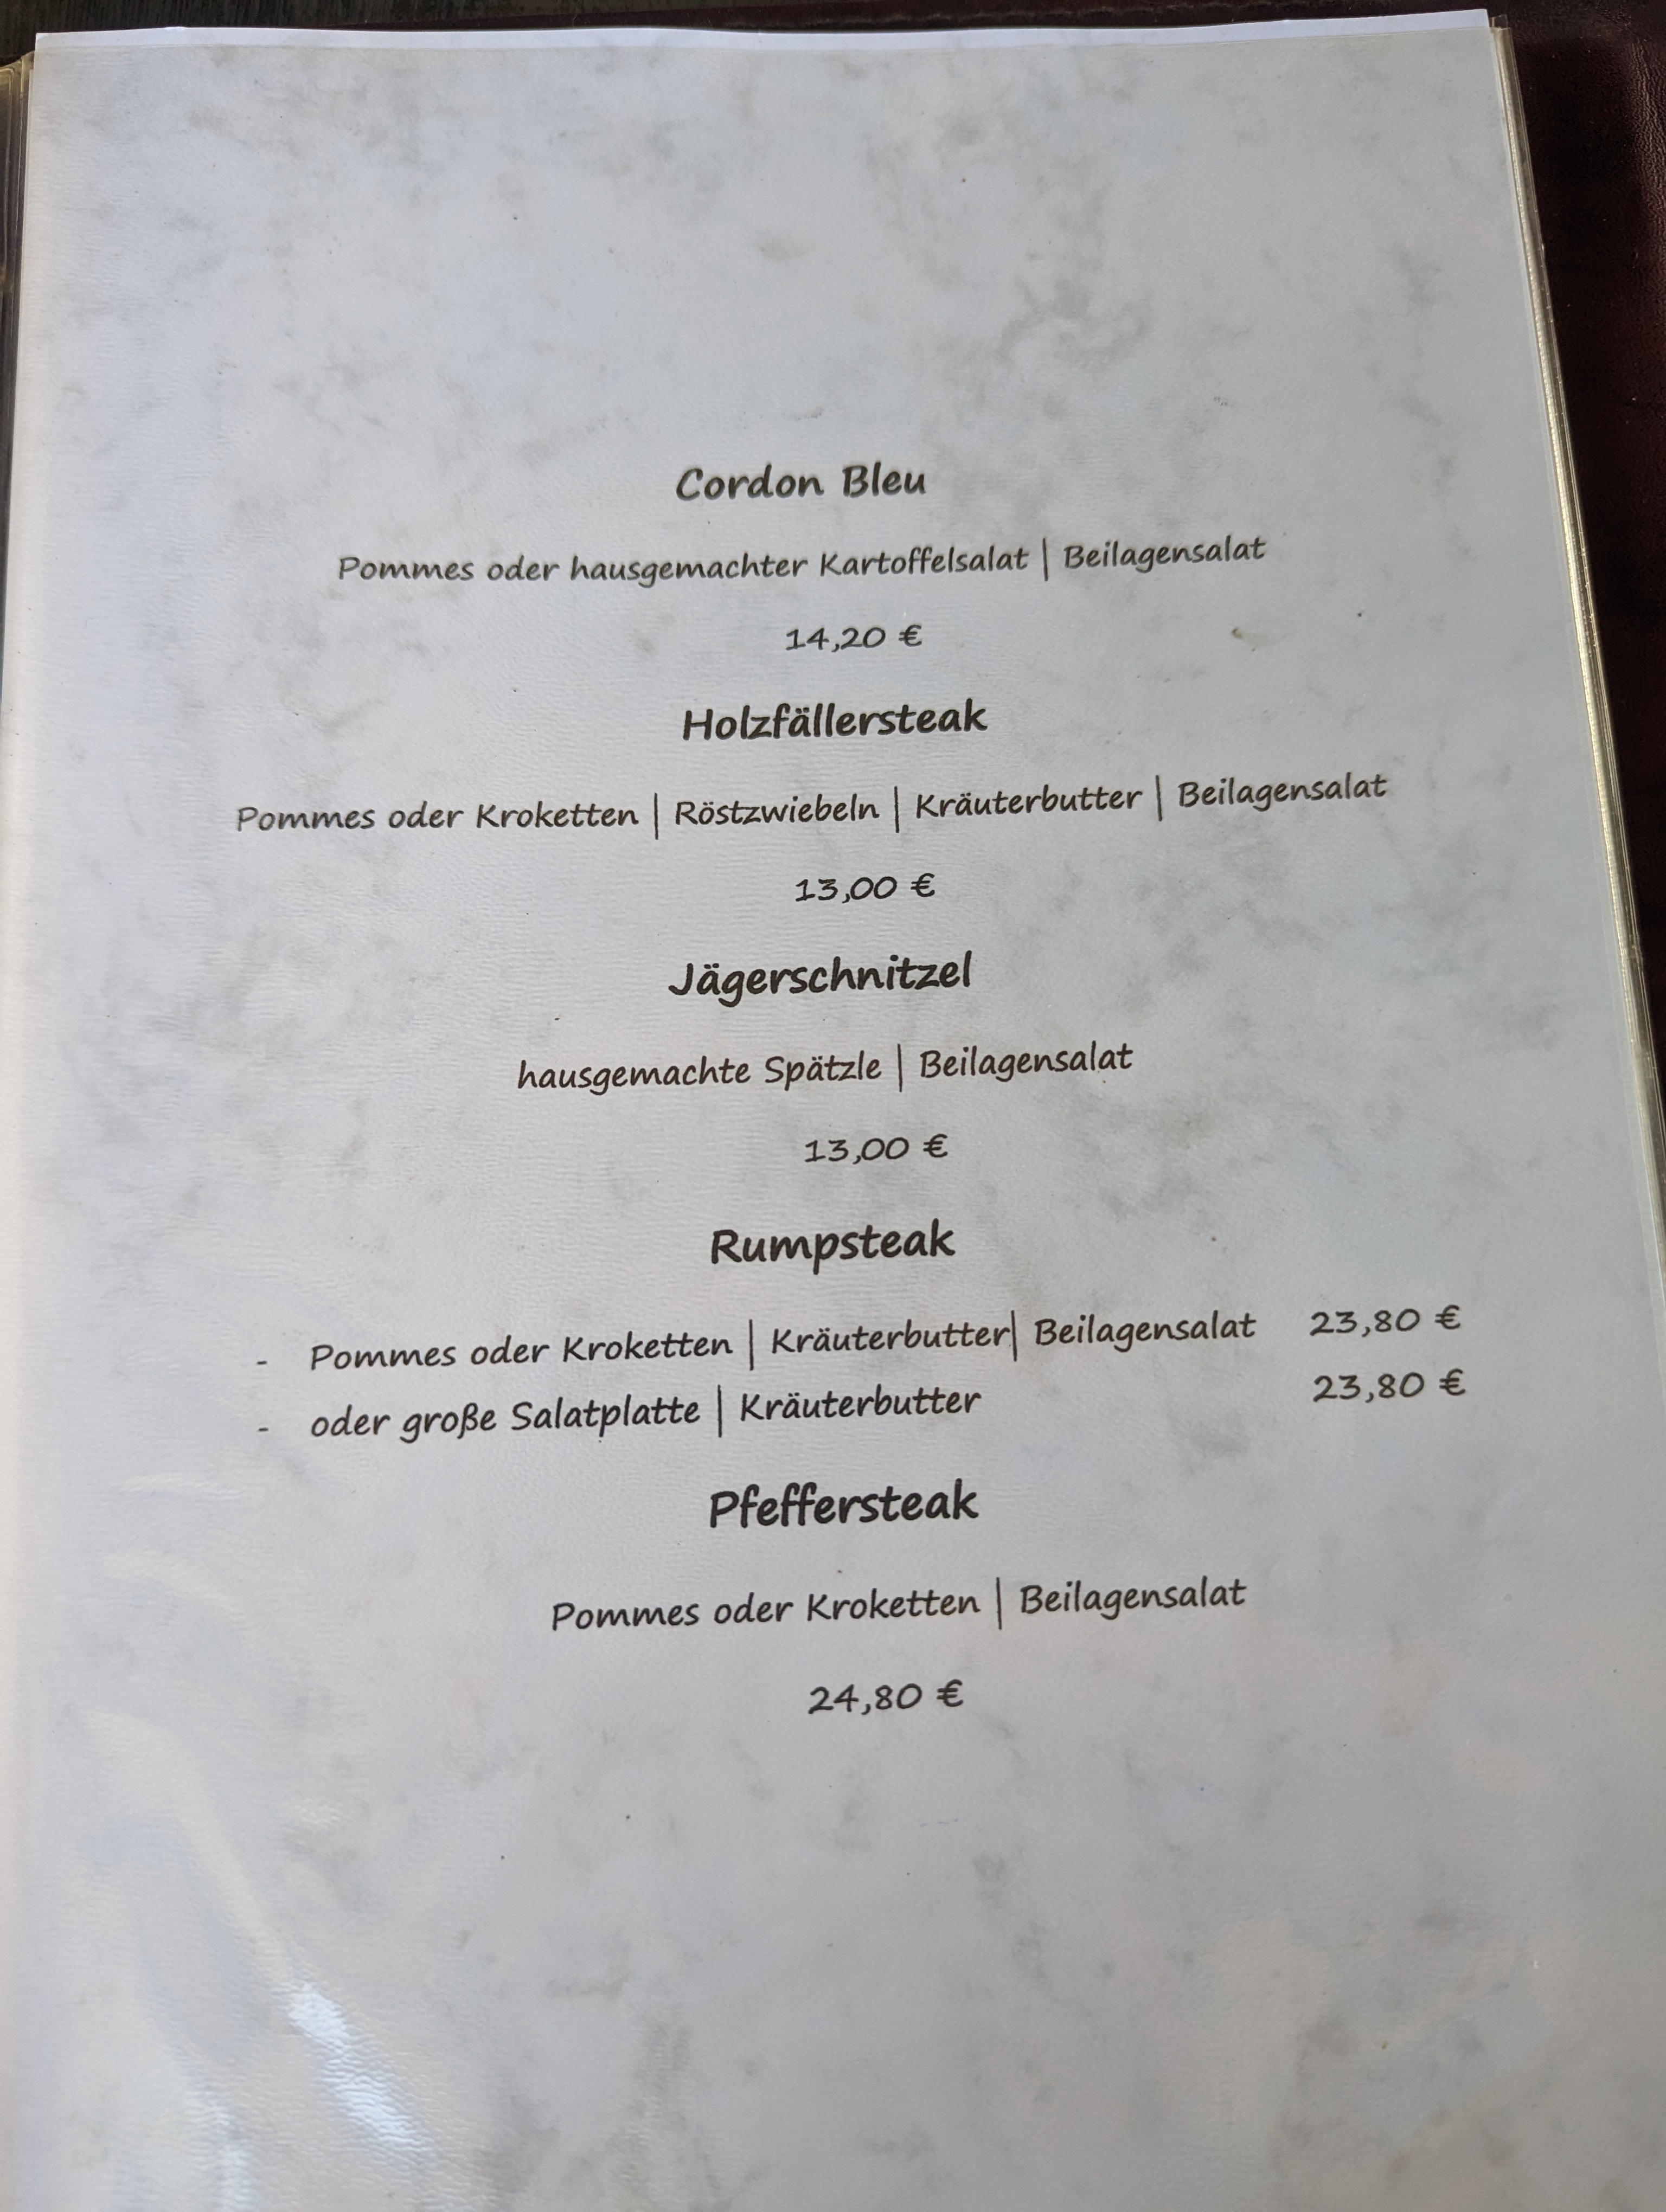 Cordon Bleu
Pommes oder hausgemachter Kartoffelsalat | Beilagensalat
14,20 €
Holzfällersteak
Pommes oder Kroketten | Röstzwiebeln | Kräuterbutter | Beilagensalat
13,00 €
Jägerschnitzel
hausgemachte Spätzle | Beilagensalat
13,00 €
Rumpsteak
- Pommes oder Kroketten | Kräuterbutter| Beilagensalat 23,80 €
- oder große Salatplatte | Kräuterbutter 23,80 €
Pfeffersteak
Pommes oder Kroketten | Beilagensalat
24,80 €